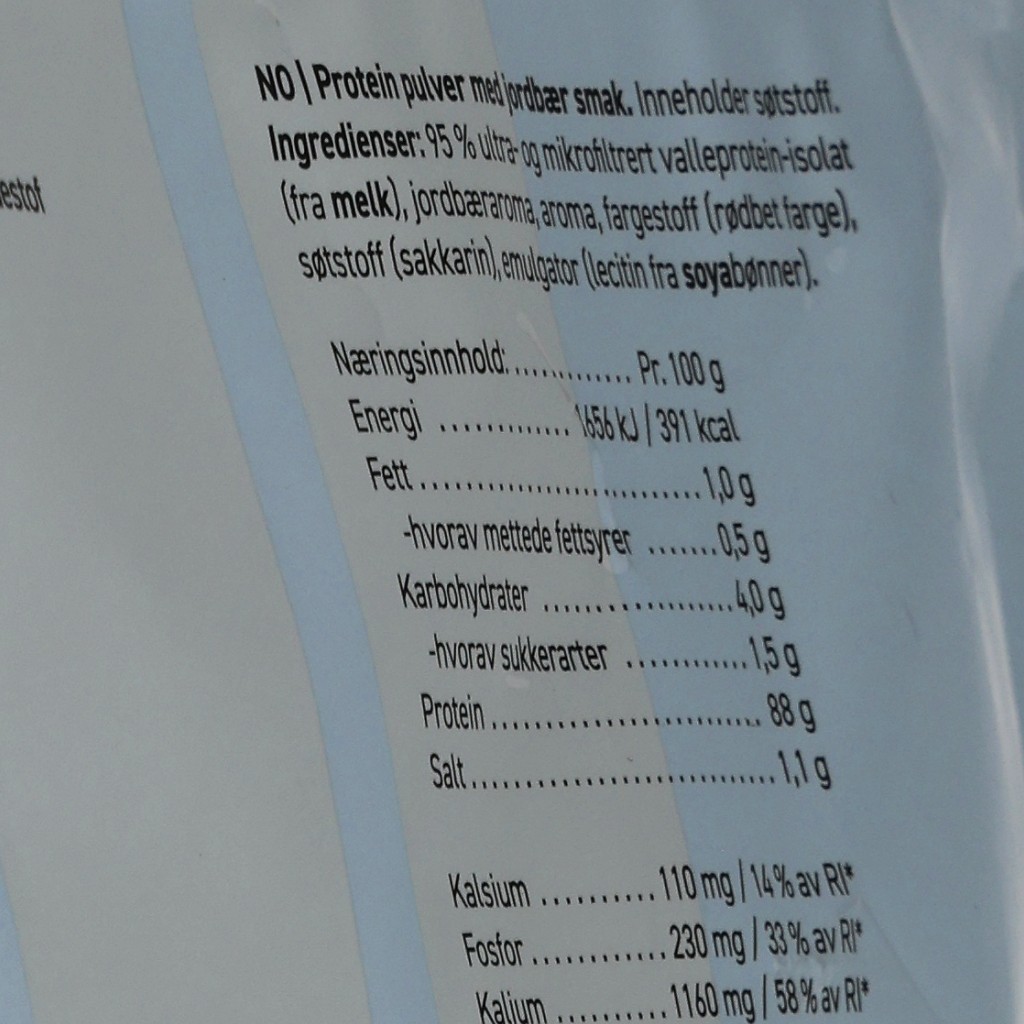 NO | Protein pulver med jordbær smak. Inneholder søtstoff.
Ingredienser: 95 % ultra- og mikrofiltrert valleprotein-isolat
(fra melk), jordbæraroma, aroma, fargestoff (rødbet farge),
søtstoff (sakkarin), emulgator (lecitin fra soyabønner).
Næringsinnhold: ............ Pr. 100 g
Energi ............. 1656 kJ / 391 kcal
Fett ............................ 1,0 g
-hvorav mettede fettsyrer ....... 0,5 g
Karbohydrater .................. 4,0 g
-hvorav sukkerarter ............ 1,5 g
Protein ......................... 88 g
Salt ............................ 1,1 g
Kalsium .......... 110 mg / 14% av RI*
Fosfor ............ 230 mg / 33% av RI*
Kalium .......... 1160 mg / 58% av RI*